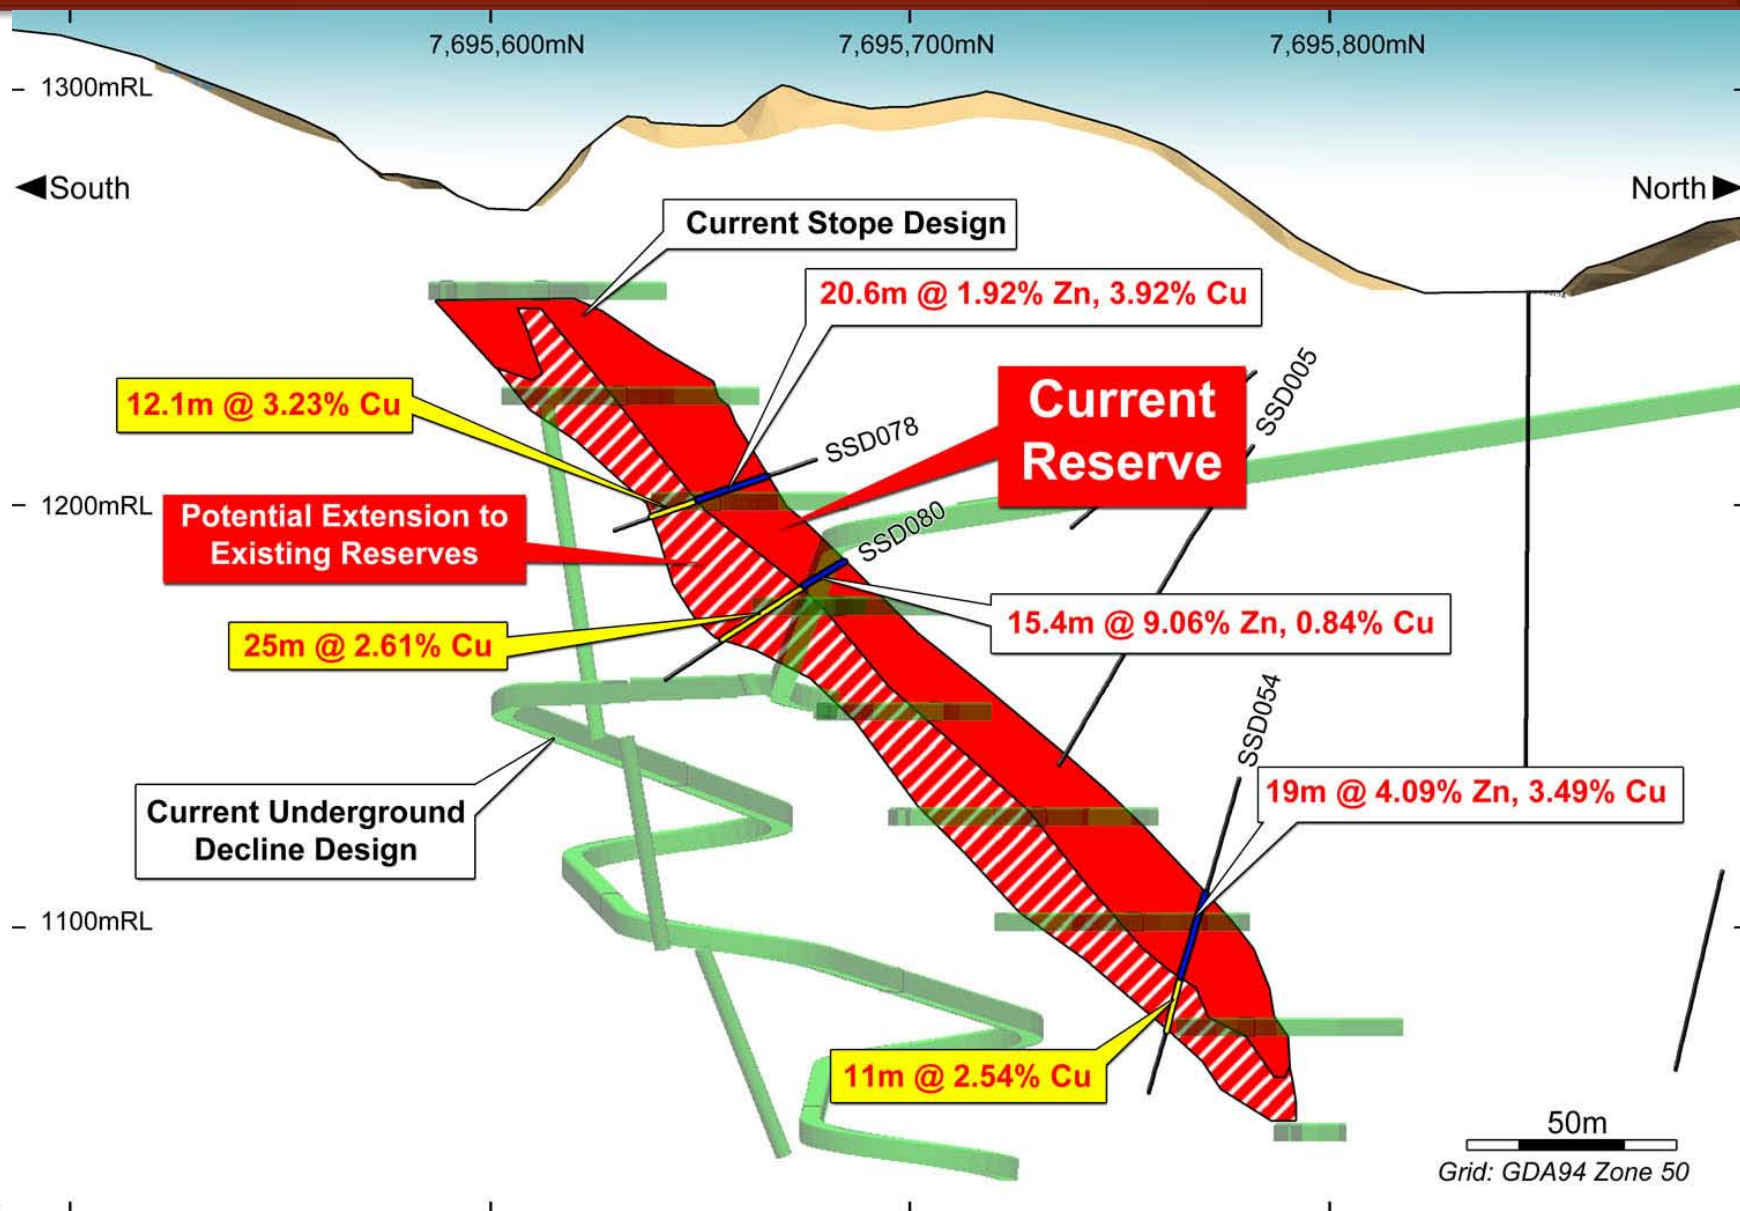 7,695,600mN
7,695,700mN
7,695,800mN
1300mRL
South
North
Current Stope Design
20.6m @ 1.92% Zn, 3.92% Cu
SSD005
12.1m @ 3.23% Cu
Current
Reserve
SSD078
1200mRL
Potential Extension to
Existing Reserves
SSD080
15.4m @ 9.06% Zn, 0.84% Cu
25m @ 2.61% Cu
SSD054
Current Underground
Decline Design
19m @ 4.09% Zn, 3.49% Cu
1100mRL
11m @ 2.54% Cu
50m
Grid: GDA94 Zone 50